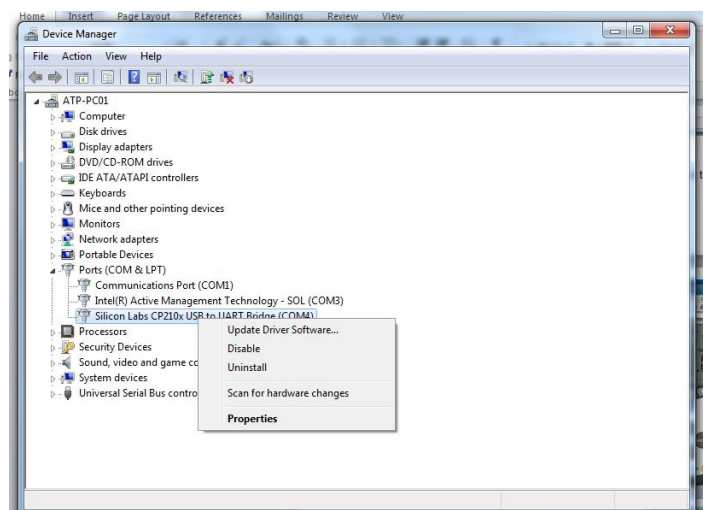 Home Insert Page Layout References Mailings Review View
Device Manager
File Action View Help
ATP-PC01
Computer
Disk drives
Display adapters
DVD/CD-ROM drives
IDE ATA/ATAPI controllers
Keyboards
Mice and other pointing devices
Monitors
Network adapters
Portable Devices
Ports (COM & LPT)
Communications Port (COM1)
Intel(R) Active Management Technology - SOL (COM3)
Silicon Labs CP210x USB to UART Bridge (COM4)
Processors
Security Devices
Sound, video and game co
System devices
Universal Serial Bus contro
Update Driver Software...
Disable
Uninstall
Scan for hardware changes
Properties